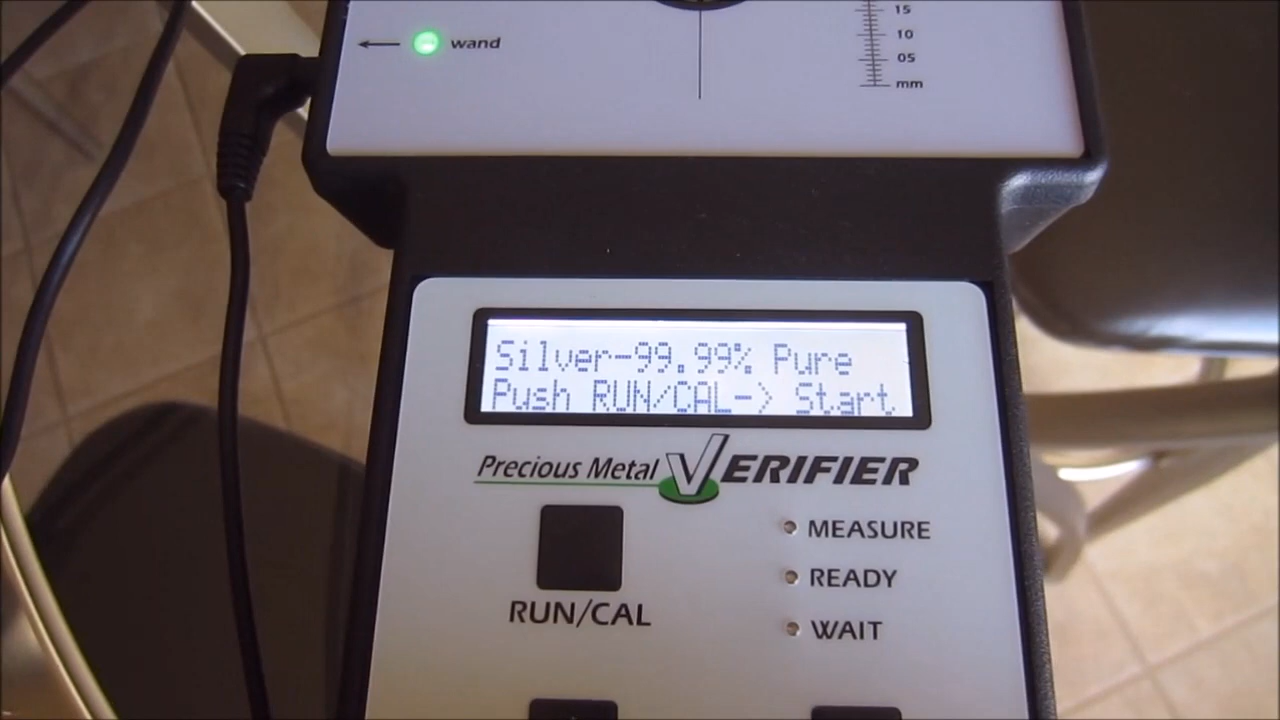 wand
15
10
05
mm
Silver-99.99% Pure
Push RUN/CAL-> Start
Precious Metal VERIFIER
RUN/CAL
MEASURE
READY
WAIT